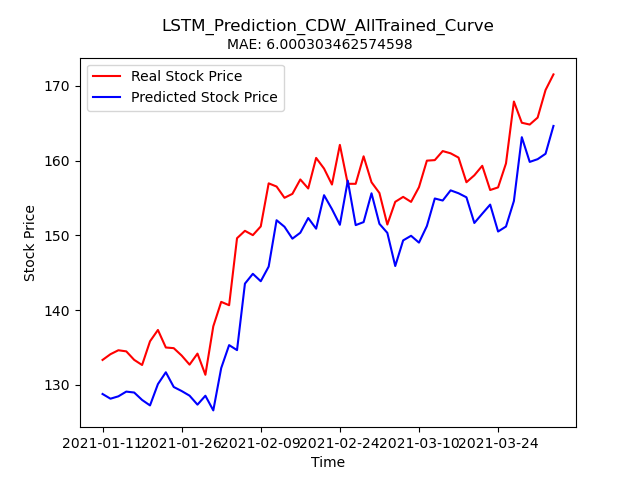 LSTM_Prediction_CDW_AllTrained_Curve
MAE: 6.000303462574598
Real Stock Price
Predicted Stock Price
Stock Price
170
160
150
140
130
2021-01-11 2021-01-26 2021-02-09 2021-02-24 2021-03-10 2021-03-24
Time